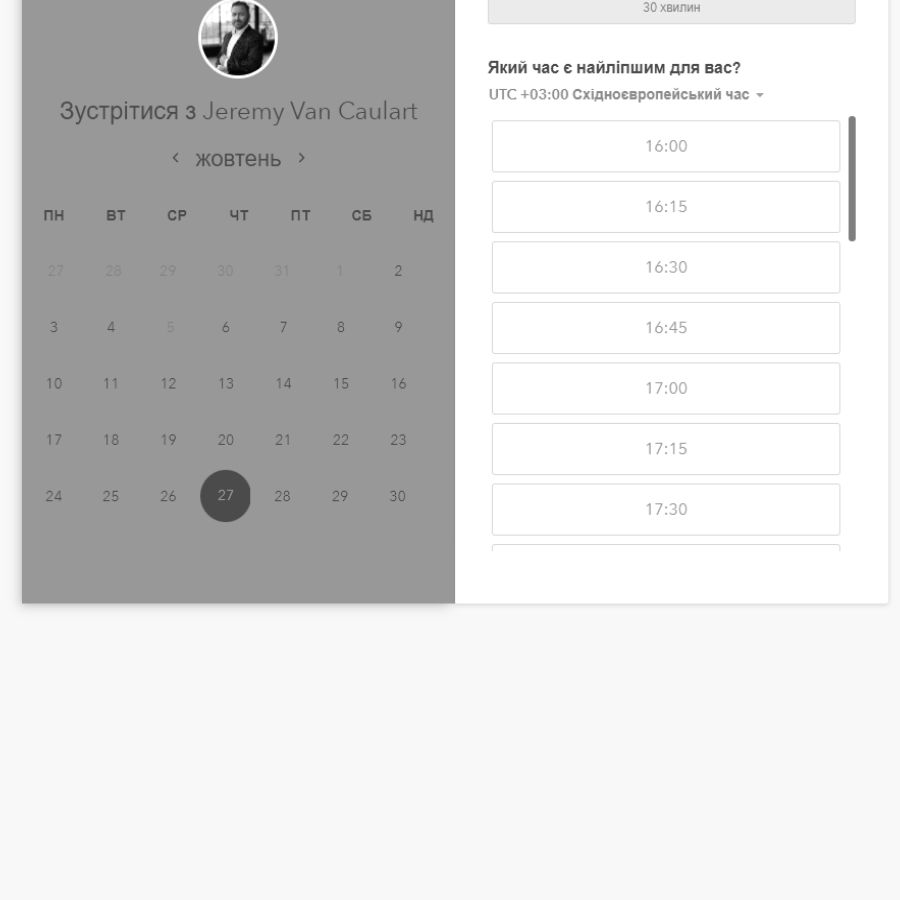 Зустрітися з Jeremy Van Caulart
жовтень
ПН ВТ СР ЧТ ПТ СБ НД
27 28 29 30 31 1 2
3 4 5 6 7 8 9
10 11 12 13 14 15 16
17 18 19 20 21 22 23
24 25 26 27 28 29 30
30 хвилин
Який час є найліпшим для вас?
UTC +03:00 Східноєвропейський час
16:00
16:15
16:30
16:45
17:00
17:15
17:30